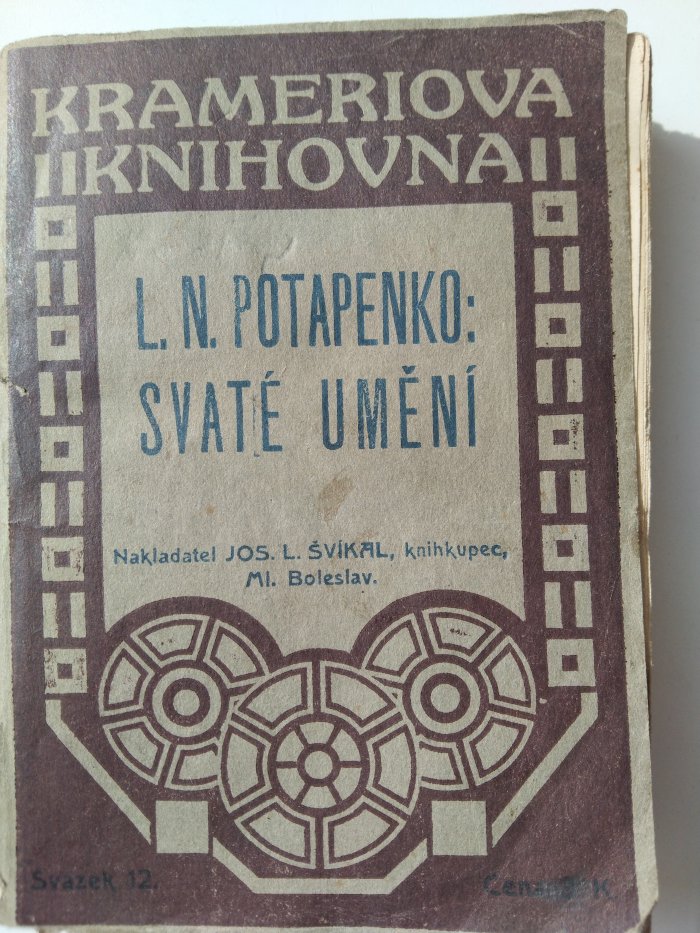 KRAMERIOVA
KNIHOVNA
L. N. POTAPENKO:
SVATÉ UMĚNÍ
Nakladatel JOS. L. ŠVÍKAL, knihkupec,
Ml. Boleslav.
Svazek 12.
Cena K